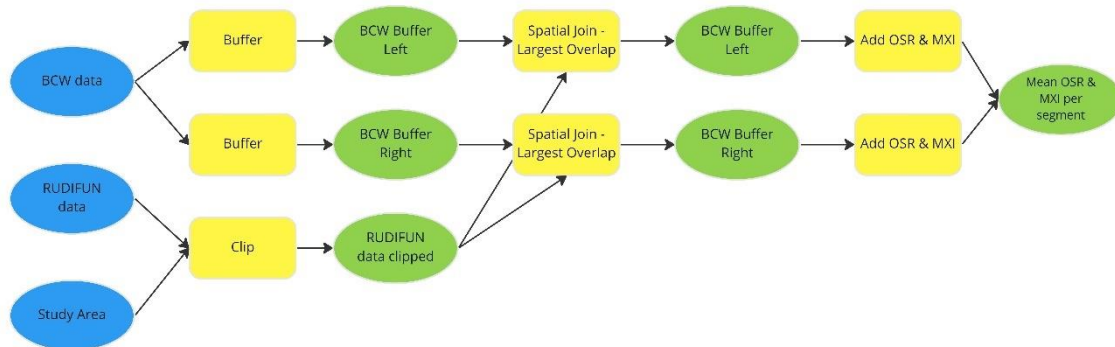 Buffer
BCW Buffer
Left
Spatial Join -
Largest Overlap
BCW Buffer
Left
Add OSR & MXI
BCW data
Mean OSR &
MXI per
segment
Buffer
BCW Buffer
Right
Spatial Join -
Largest Overlap
BCW Buffer
Right
Add OSR & MXI
RUDIFUN
data
Clip
RUDIFUN
data clipped
Study Area